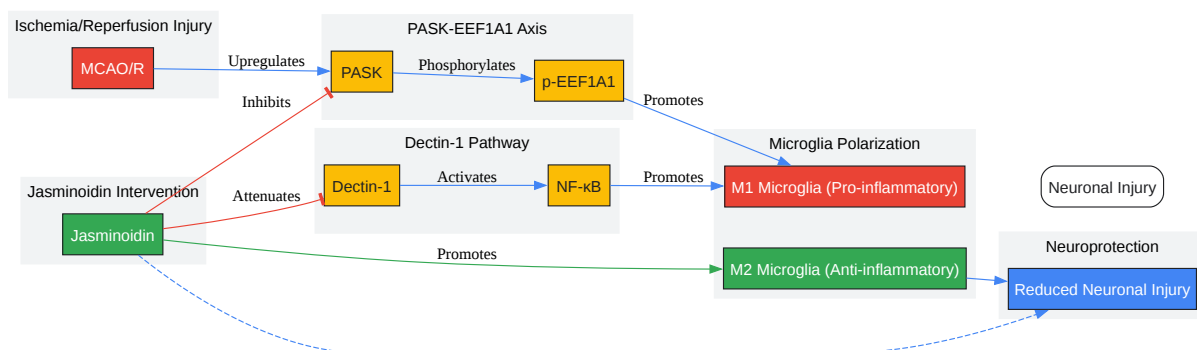 Ischemia/Reperfusion Injury
MCAO/R
Upregulates
PASK-EEF1A1 Axis
PASK
Phosphorylates
p-EEF1A1
Promotes
Inhibits
Dectin-1 Pathway
Dectin-1
Activates
NF-κB
Promotes
Microglia Polarization
M1 Microglia (Pro-inflammatory)
Neuronal Injury
Jasminoidin Intervention
Jasminoidin
Attenuates
Promotes
M2 Microglia (Anti-inflammatory)
Neuroprotection
Reduced Neuronal Injury